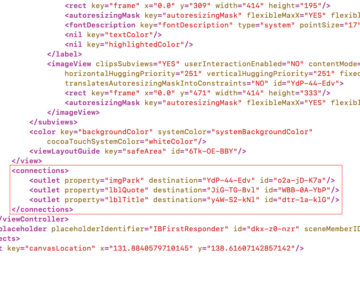 <rect key="frame" x="0.0" y="309" width="414" height="195"/>
<autoresizingMask key="autoresizingMask" flexibleMaxX="YES" flexibl
<fontDescription key="fontDescription" type="system" pointSize="17"
<nil key="textColor"/>
<nil key="highlightedColor"/>
</label>
<imageView clipsSubviews="YES" userInteractionEnabled="NO" contentMode=
horizontalHuggingPriority="251" verticalHuggingPriority="251" fixed
translatesAutoresizingMaskIntoConstraints="NO" id="YdP-44-Edv">
<rect key="frame" x="0.0" y="471" width="414" height="333"/>
<autoresizingMask key="autoresizingMask" flexibleMaxX="YES" flexibl
</imageView>
</subviews>
<color key="backgroundColor" systemColor="systemBackgroundColor"
cocoaTouchSystemColor="whiteColor"/>
<viewLayoutGuide key="safeArea" id="6Tk-OE-BBY"/>
</view>
<connections>
<outlet property="imgPark" destination="YdP-44-Edv" id="o2a-jD-K7a"/>
<outlet property="lblQuote" destination="JiG-TG-Bvl" id="WBB-0A-YbP"/>
<outlet property="lblTitle" destination="y4W-S2-kNl" id="dtr-1a-klG"/>
</connections>
/viewController>
placeholder placeholderIdentifier="IBFirstResponder" id="dkx-z0-nzr" sceneMemberID
ects>
t key="canvasLocation" x="131.8840579710145" y="138.61607142857142"/>